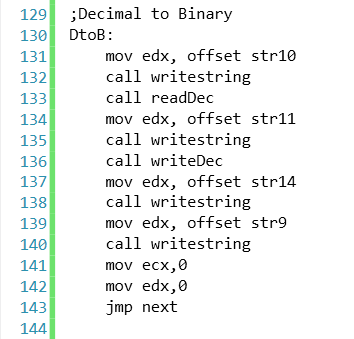 129 ;Decimal to Binary
130 DtoB:
131 mov edx, offset str10
132 call writestring
133 call readDec
134 mov edx, offset str11
135 call writestring
136 call writeDec
137 mov edx, offset str14
138 call writestring
139 mov edx, offset str9
140 call writestring
141 mov ecx,0
142 mov edx,0
143 jmp next
144